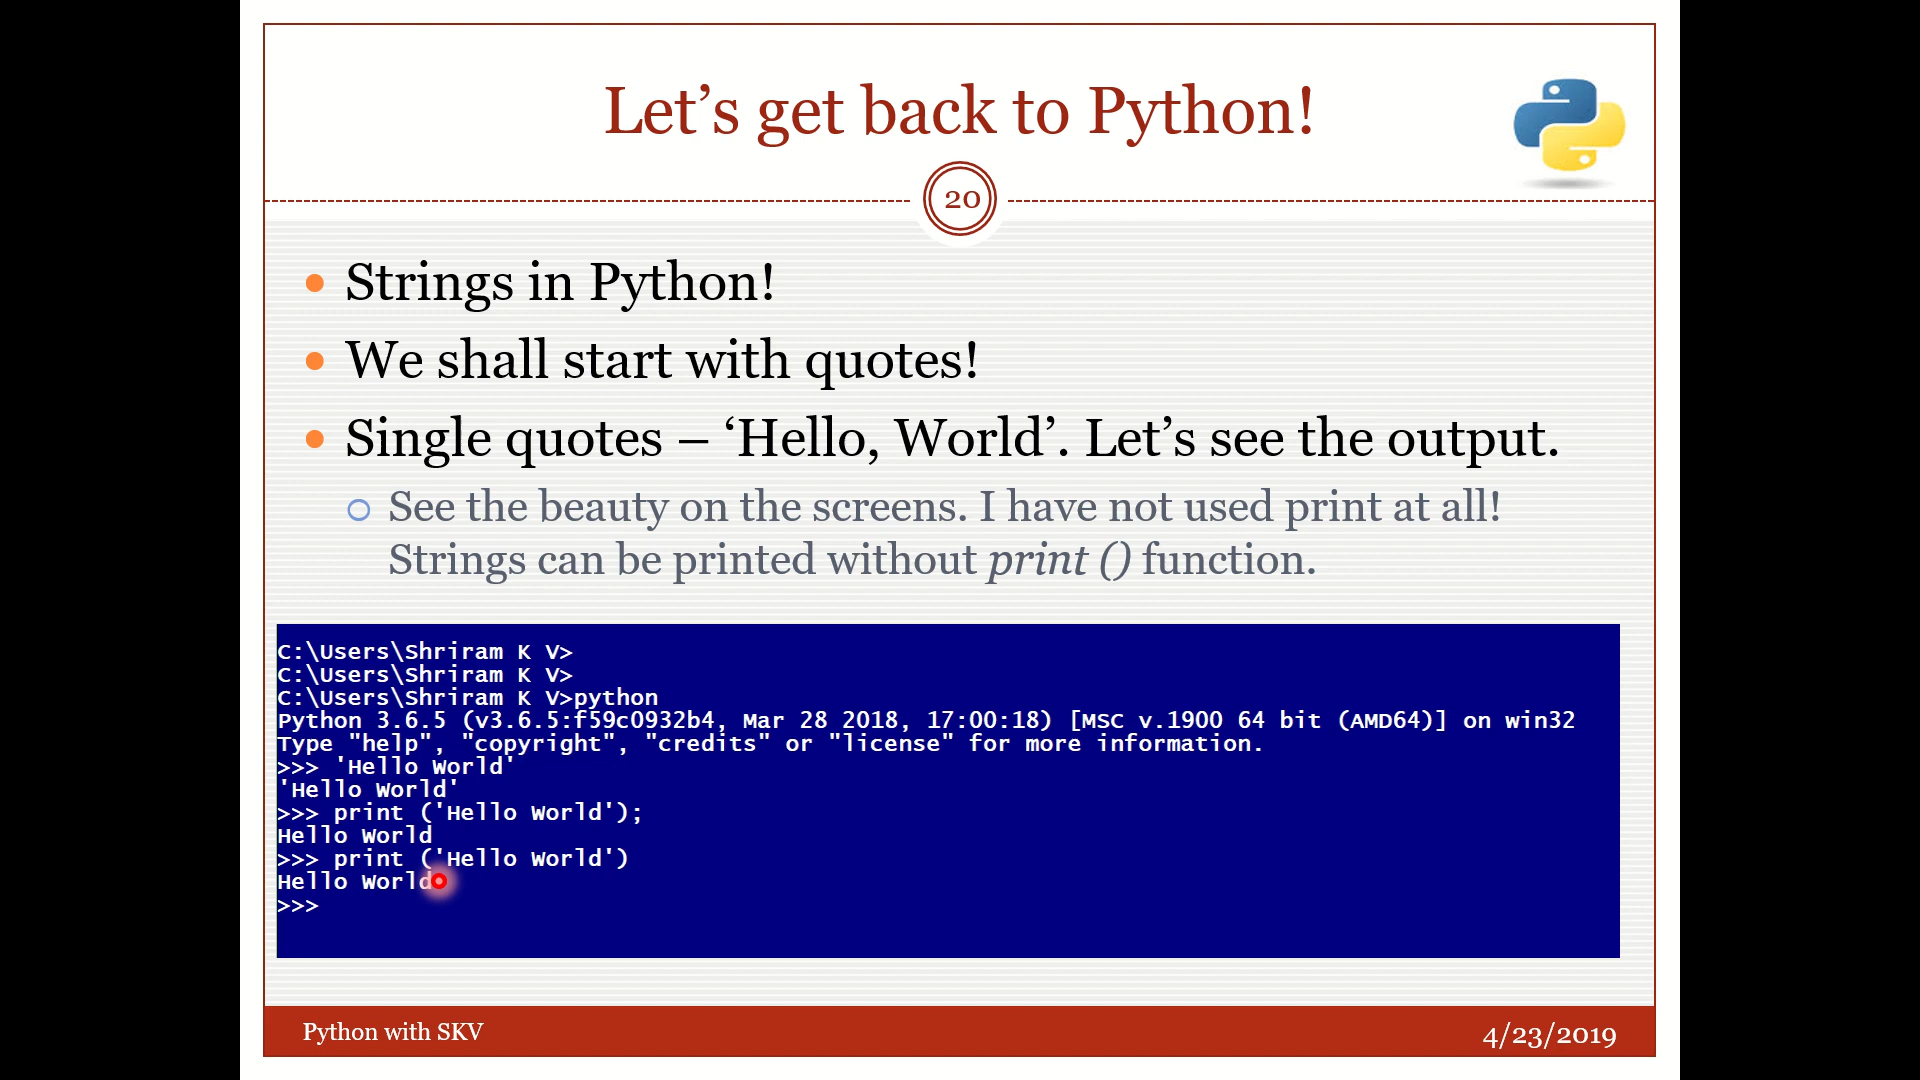 Let’s get back to Python!
20
Strings in Python!
We shall start with quotes!
Single quotes – ‘Hello, World’. Let’s see the output.
See the beauty on the screens. I have not used print at all!
Strings can be printed without print () function.
C:\Users\Shriram K V>
C:\Users\Shriram K V>
C:\Users\Shriram K V>python
Python 3.6.5 (v3.6.5:f59c0932b4, Mar 28 2018, 17:00:18) [MSC v.1900 64 bit (AMD64)] on win32
Type "help", "copyright", "credits" or "license" for more information.
>>> 'Hello World'
'Hello World'
>>> print ('Hello World');
Hello World
>>> print ('Hello World')
Hello World
>>>
Python with SKV
4/23/2019